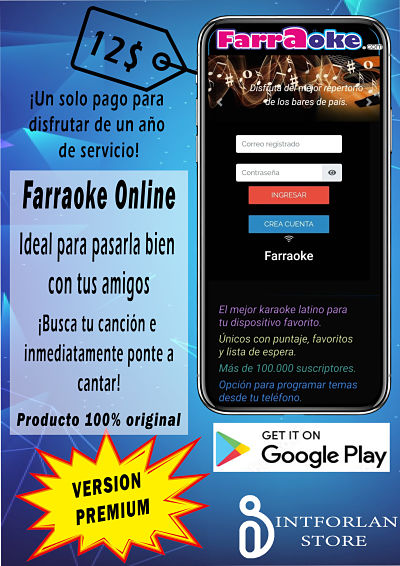 12$
¡Un solo pago para
disfrutar de un año
de servicio!
Farraoke Online
Ideal para pasarla bien
con tus amigos
¡Busca tu canción e
inmediatamente ponte a
cantar!
Producto 100% original
VERSION
PREMIUM
Farraoke.com
Disfruta del mejor repertorio
de los bares de país.
Correo registrado
Contraseña
INGRESAR
CREA CUENTA
Farraoke
El mejor karaoke latino para
tu dispositivo favorito.
Únicos con puntaje, favoritos
y lista de espera.
Más de 100.000 suscriptores.
Opción para programar temas
desde tu teléfono.
GET IT ON
Google Play
INTFORLAN
STORE